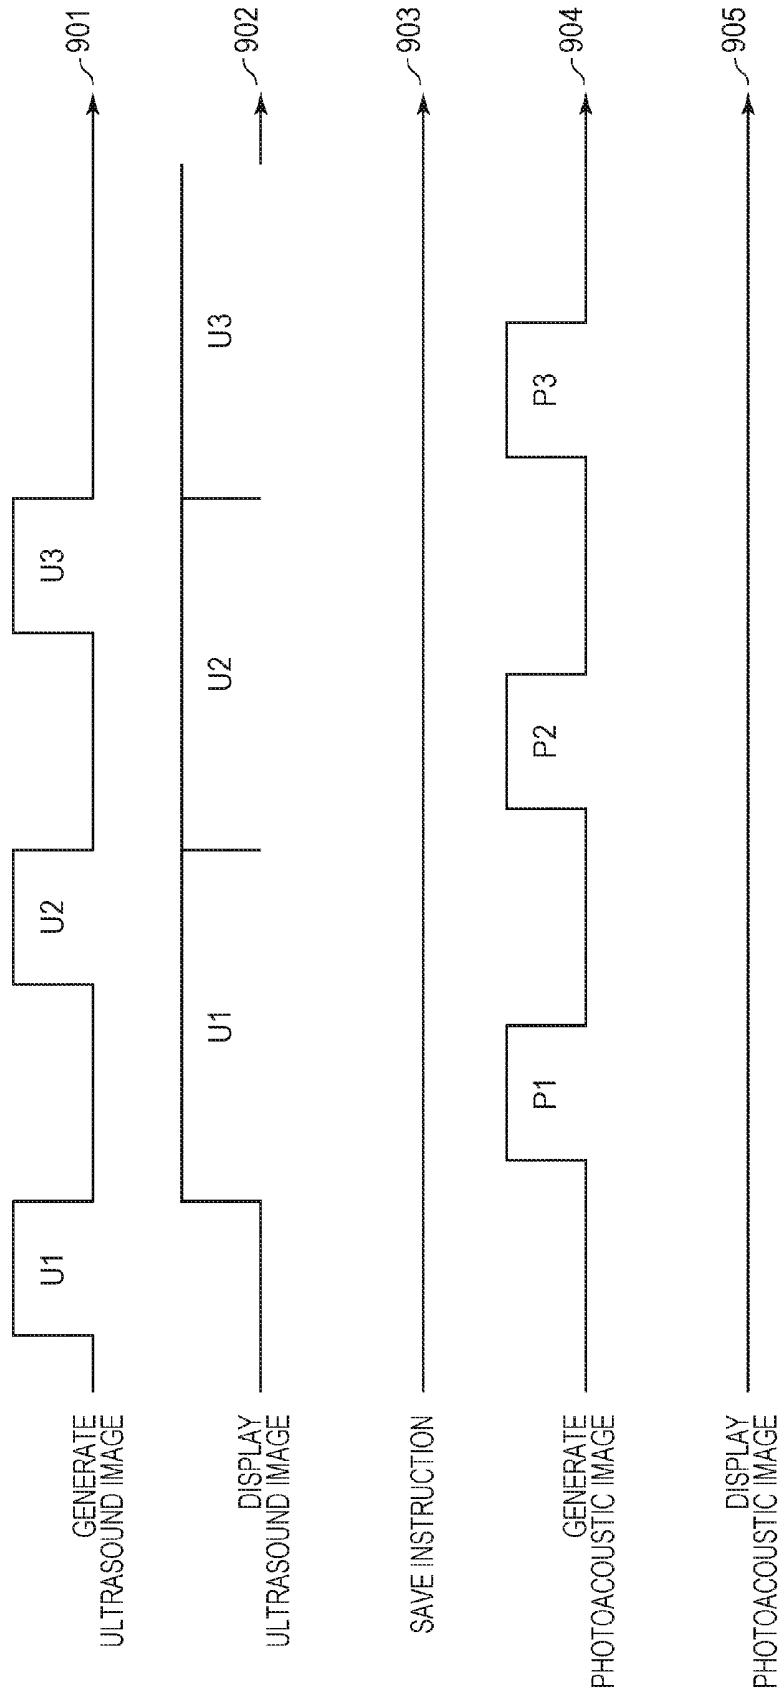 GENERATE
ULTRASOUND IMAGE
U1
U2
U3
901
DISPLAY
ULTRASOUND IMAGE
U1
U2
U3
902
SAVE INSTRUCTION
903
GENERATE
PHOTOACOUSTIC IMAGE
P1
P2
P3
904
DISPLAY
PHOTOACOUSTIC IMAGE
905